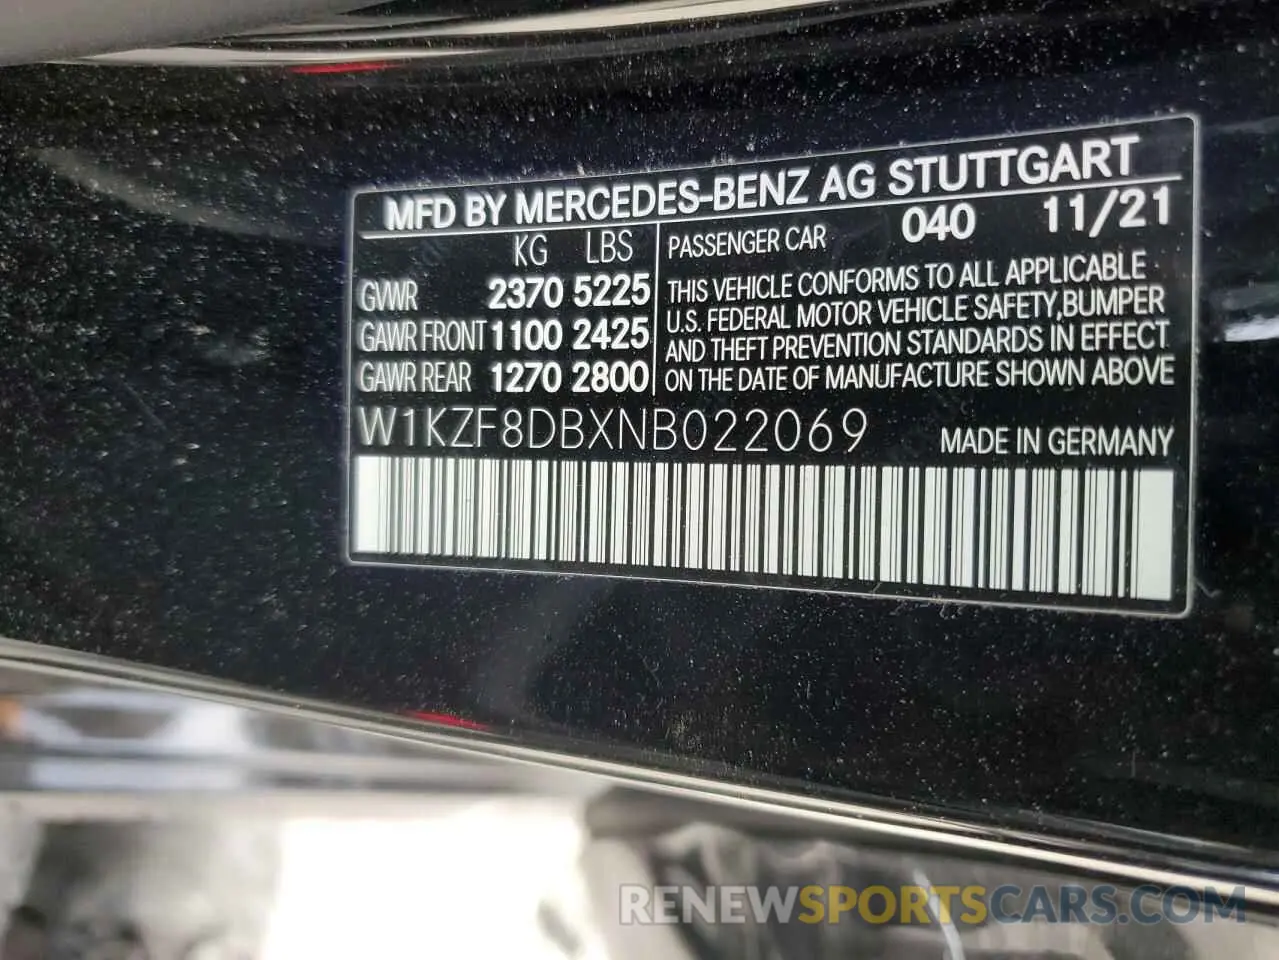 MFD BY MERCEDES-BENZ AG STUTTGART
KG LBS PASSENGER CAR 040 11/21
GVWR 2370 5225
GAWR FRONT 1100 2425
GAWR REAR 1270 2800
THIS VEHICLE CONFORMS TO ALL APPLICABLE
U.S. FEDERAL MOTOR VEHICLE SAFETY, BUMPER
AND THEFT PREVENTION STANDARDS IN EFFECT
ON THE DATE OF MANUFACTURE SHOWN ABOVE
W1KZF8DBXNB022069 MADE IN GERMANY
RENEWSPORTSCARS.COM